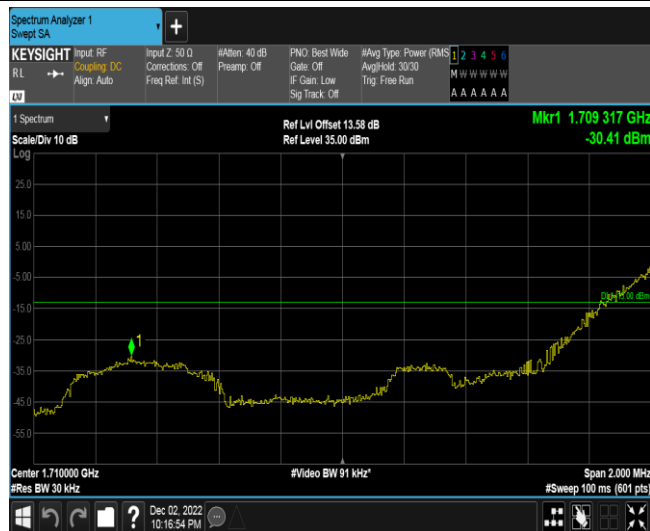 Spectrum Analyzer 1
Swept SA
+
KEYSIGHT
RL
LXI
Input: RF
Coupling: DC
Align: Auto
Input Z: 50 Ω
Corrections: Off
Freq Ref: Int (S)
#Atten: 40 dB
Preamp: Off
PNO: Best Wide
Gate: Off
IF Gain: Low
Sig Track: Off
#Avg Type: Power (RMS
Avg|Hold: 30/30
Trig: Free Run
1 2 3 4 5 6
M W W W W W
A A A A A A
1 Spectrum
Scale/Div 10 dB
Ref Lvl Offset 13.58 dB
Ref Level 35.00 dBm
Mkr1 1.709 317 GHz
-30.41 dBm
Log
25.0
15.0
5.00
-5.00
-15.0
-25.0
-35.0
-45.0
-55.0
1
Center 1.710000 GHz
#Res BW 30 kHz
#Video BW 91 kHz*
Span 2.000 MHz
#Sweep 100 ms (601 pts)
?
Dec 02, 2022
10:16:54 PM